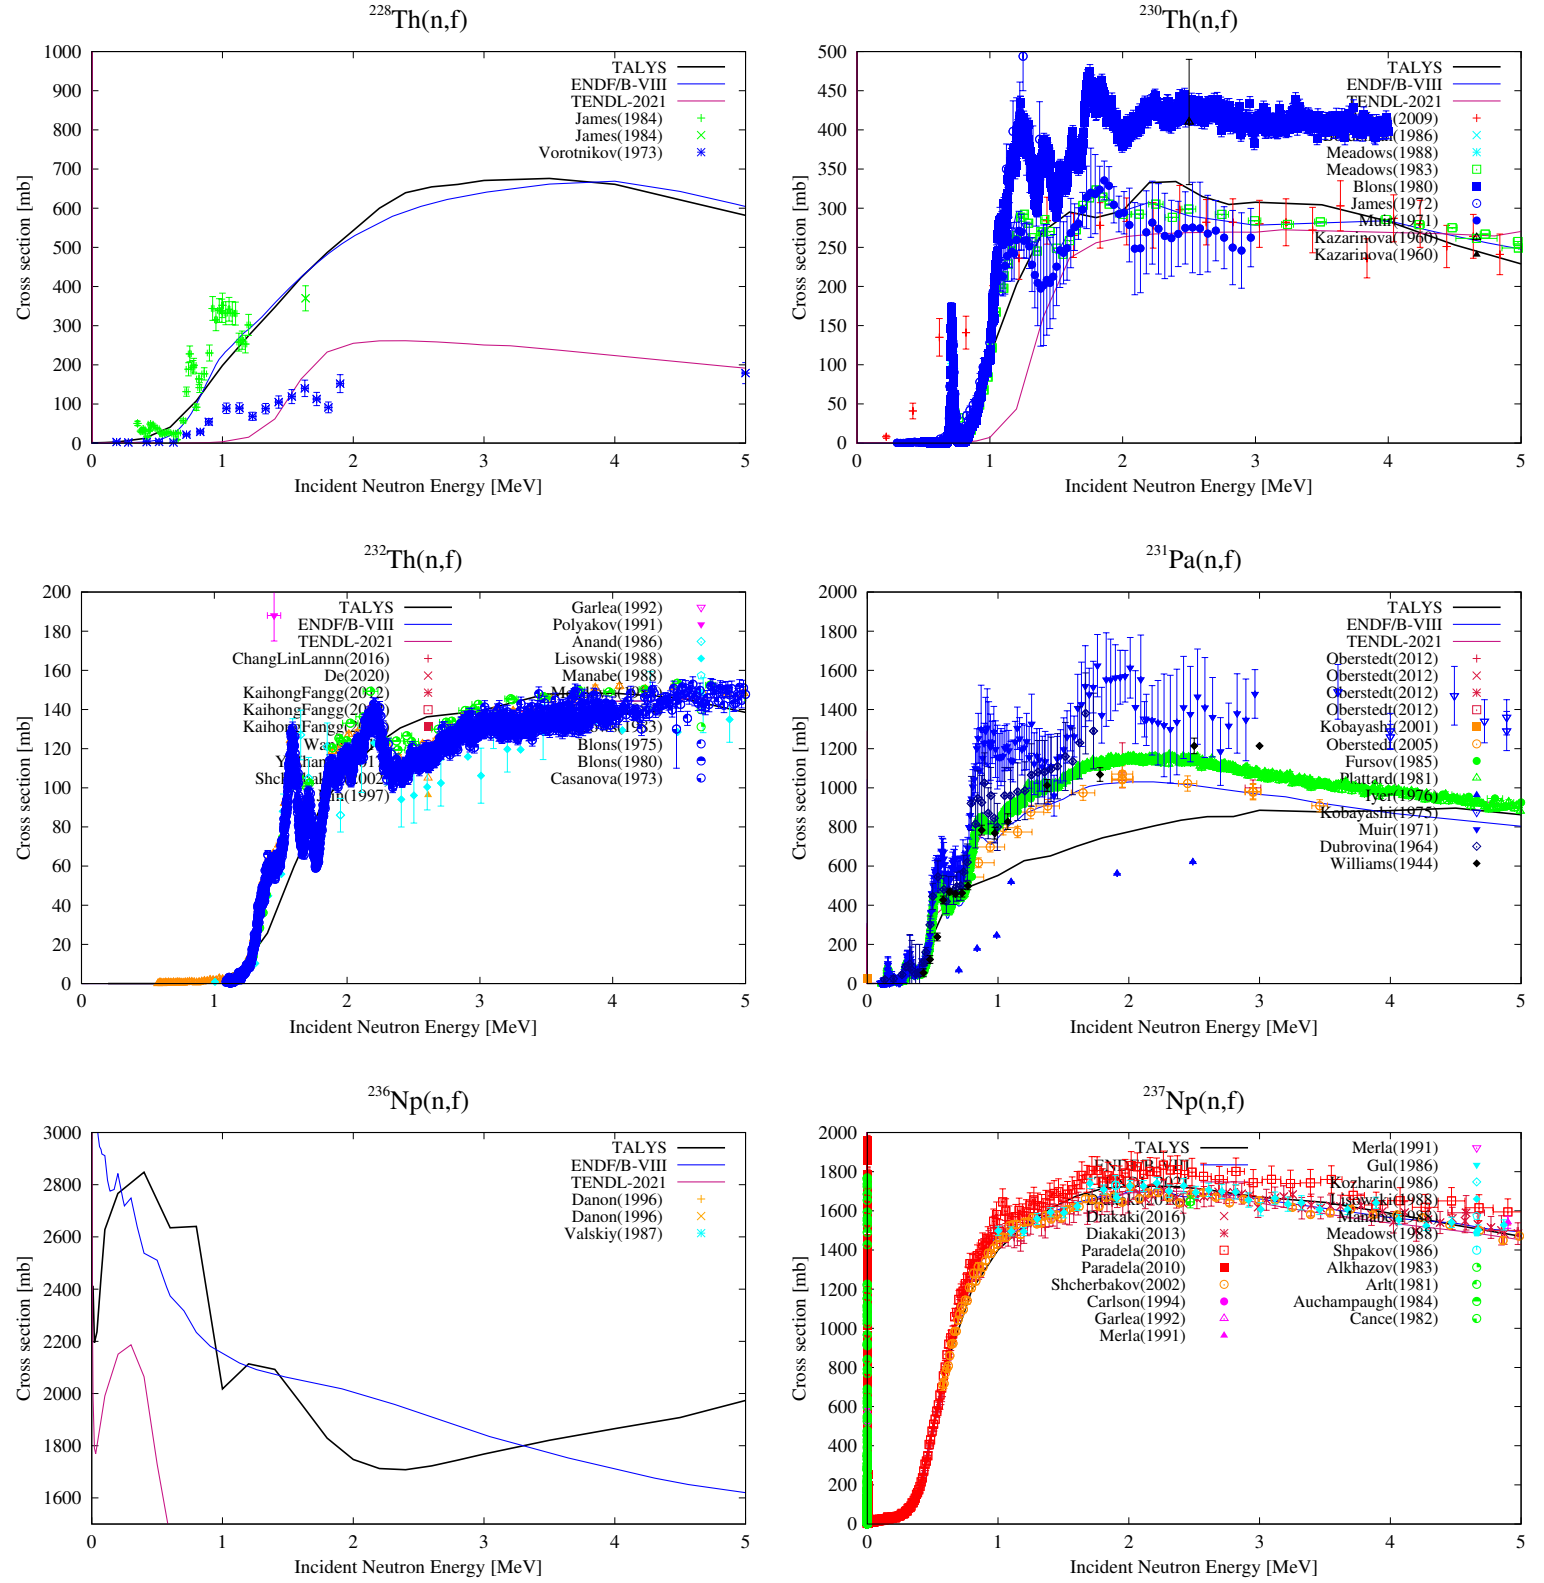 228Th(n,f)
Cross section [mb]
1000
900
800
700
600
500
400
300
200
100
0
TALYS
ENDF/B-VIII
TENDL-2021
James(1984)
James(1984)
Vorotnikov(1973)
0 1 2 3 4 5
Incident Neutron Energy [MeV]
230Th(n,f)
Cross section [mb]
500
450
400
350
300
250
200
150
100
50
0
TALYS
ENDF/B-VIII
TENDL-2021
(2009)
(1986)
Meadows(1988)
Meadows(1983)
Blons(1980)
James(1972)
Muir(1971)
Kazarinova(1960)
Kazarinova(1960)
0 1 2 3 4 5
Incident Neutron Energy [MeV]
232Th(n,f)
Cross section [mb]
200
180
160
140
120
100
80
60
40
20
0
TALYS
ENDF/B-VIII
TENDL-2021
ChangLinLannn(2016)
De(2020)
KaihongFangg(2012)
KaihongFangg
KaihongFangg
(1997)
Garlea(1992)
Polyakov(1991)
Anand(1986)
Lisowski(1988)
Manabe(1988)
Blons(1975)
Blons(1980)
Casanova(1973)
0 1 2 3 4 5
Incident Neutron Energy [MeV]
231Pa(n,f)
Cross section [mb]
2000
1800
1600
1400
1200
1000
800
600
400
200
0
TALYS
ENDF/B-VIII
TENDL-2021
Oberstedt(2012)
Oberstedt(2012)
Oberstedt(2012)
Oberstedt(2012)
Kobayashi(2001)
Oberstedt(2005)
Fursov(1985)
Plattard(1981)
Iyer(1976)
Kobayashi(1975)
Muir(1971)
Dubrovina(1964)
Williams(1944)
0 1 2 3 4 5
Incident Neutron Energy [MeV]
236Np(n,f)
Cross section [mb]
3000
2800
2600
2400
2200
2000
1800
1600
TALYS
ENDF/B-VIII
TENDL-2021
Danon(1996)
Danon(1996)
Valskiy(1987)
0 1 2 3 4 5
Incident Neutron Energy [MeV]
237Np(n,f)
Cross section [mb]
2000
1800
1600
1400
1200
1000
800
600
400
200
0
TALYS
ENDF/B-VIII
Diakaki(2016)
Diakaki(2013)
Paradela(2010)
Paradela(2010)
Shcherbakov(2002)
Carlson(1994)
Garlea(1992)
Merla(1991)
Merla(1991)
Gul(1986)
Kozharin(1986)
Lisowski(1988)
Manabe(1988)
Meadows(1988)
Shpakov(1986)
Alkhazov(1983)
Arlt(1981)
Auchampaugh(1984)
Cance(1982)
0 1 2 3 4 5
Incident Neutron Energy [MeV]